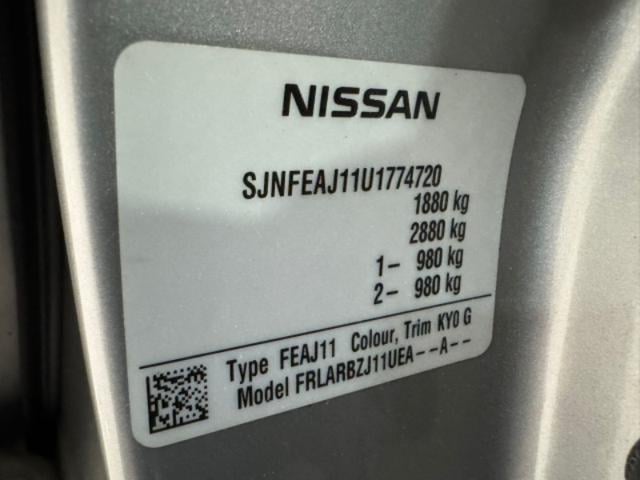 NISSAN
SJNFEAJ11U1774720
1880 kg
2880 kg
1- 980 kg
2- 980 kg
Type FEAJ11 Colour, Trim KY0 G
Model FRLARBZJ11UEA--A--